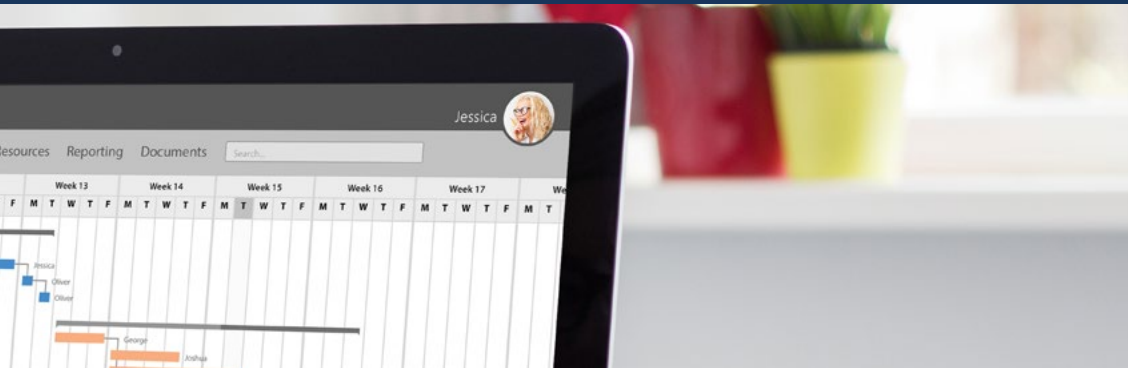 Jessica
Resources Reporting Documents Search...
Week 13 Week 14 Week 15 Week 16 Week 17 We
F M T W T F M T W T F M T W T F M T W T F M T W T F M T
Jessica
Oliver
Oliver
George
Joshua